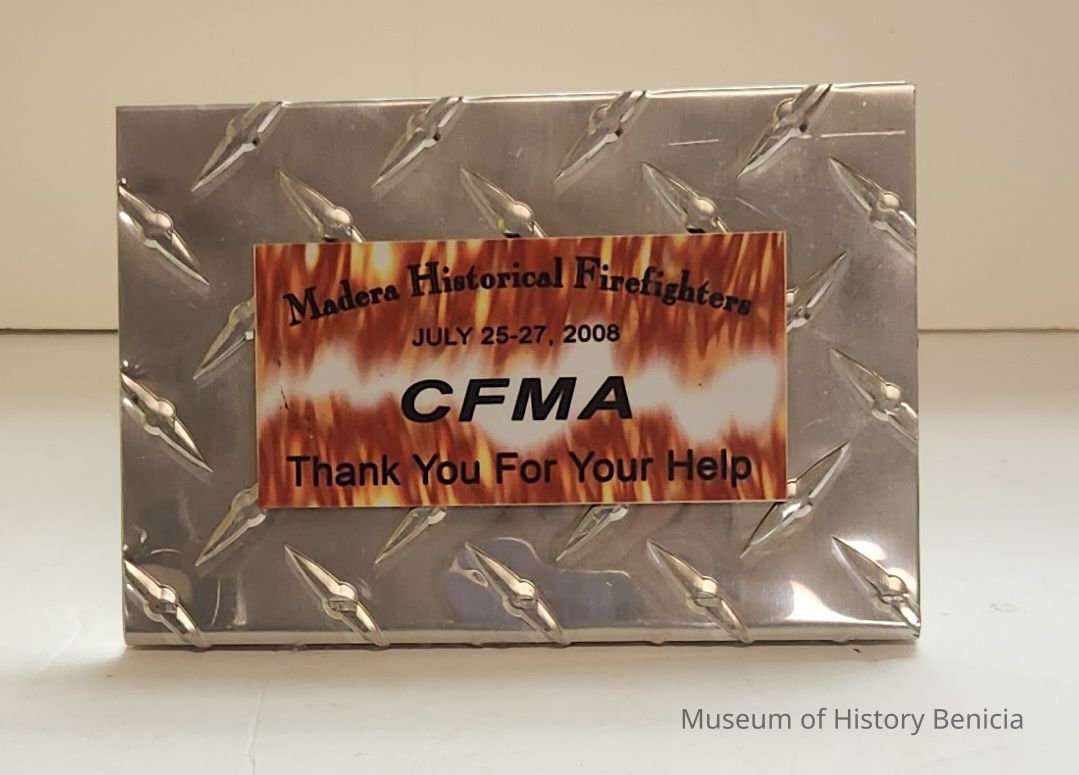 Madera Historical Firefighters
JULY 25-27, 2008
CFMA
Thank You For Your Help
Museum of History Benicia